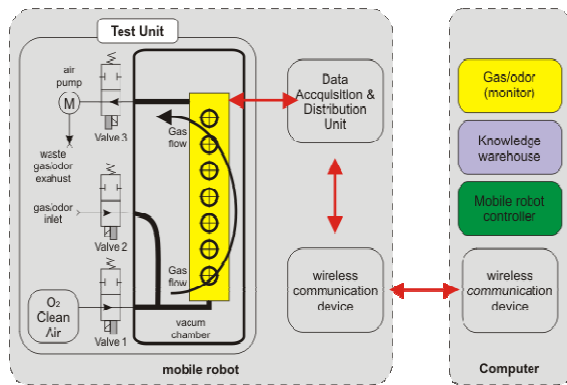 Test Unit
air
pump
M
Valve 3
waste
gas/odor
exahust
Gas
flow
gas/odor
inlet
Valve 2
O2
Clean
Air
Valve 1
Gas
flow
vacum
chamber
Data
Accquisition &
Distribution
Unit
wireless
communication
device
mobile robot
Gas/odor
(monitor)
Knowledge
warehouse
Mobile robot
controller
wireless
communication
device
Computer